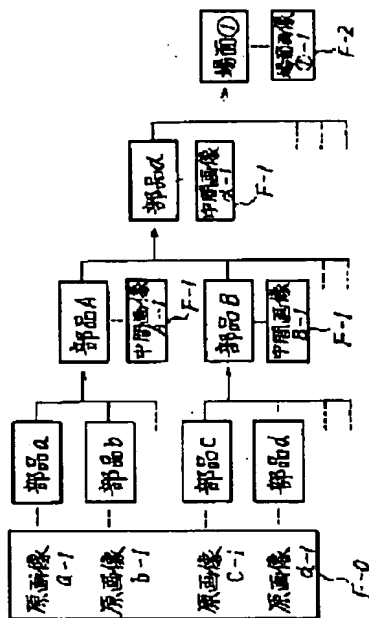 原画像
a-1
部品a
原画像
b-1
部品b
部品A
中間画像
A-1
F-1
部品α
中間画像
α-1
F-1
場面①
場面画像
①-1
F-2
原画像
c-1
部品c
原画像
d-1
部品d
部品B
中間画像
B-1
F-1
F-0